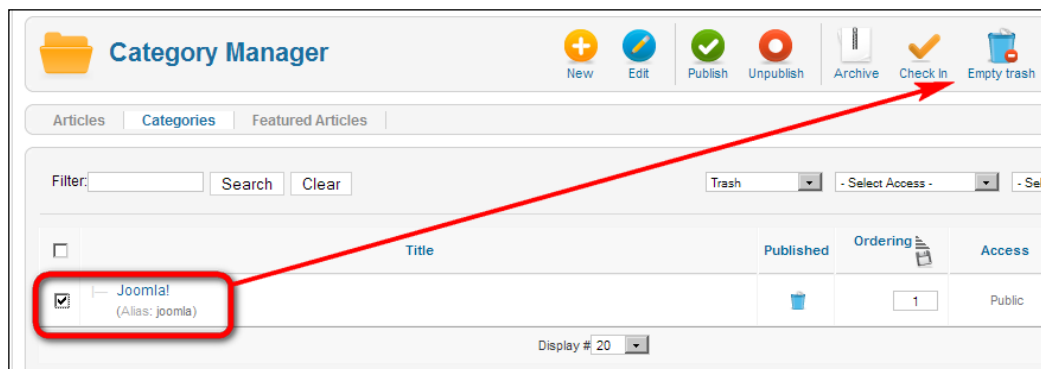 Category Manager
New Edit Publish Unpublish Archive Check In Empty trash
Articles Categories Featured Articles
Filter: Search Clear Trash - Select Access - - Sel
Title Published Ordering Access
Joomla! 1 Public
(Alias: joomla)
Display # 20